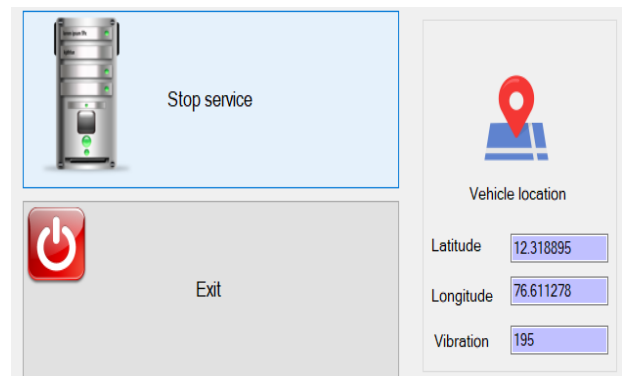 Stop service
Exit
Vehicle location
Latitude 12.318895
Longitude 76.611278
Vibration 195